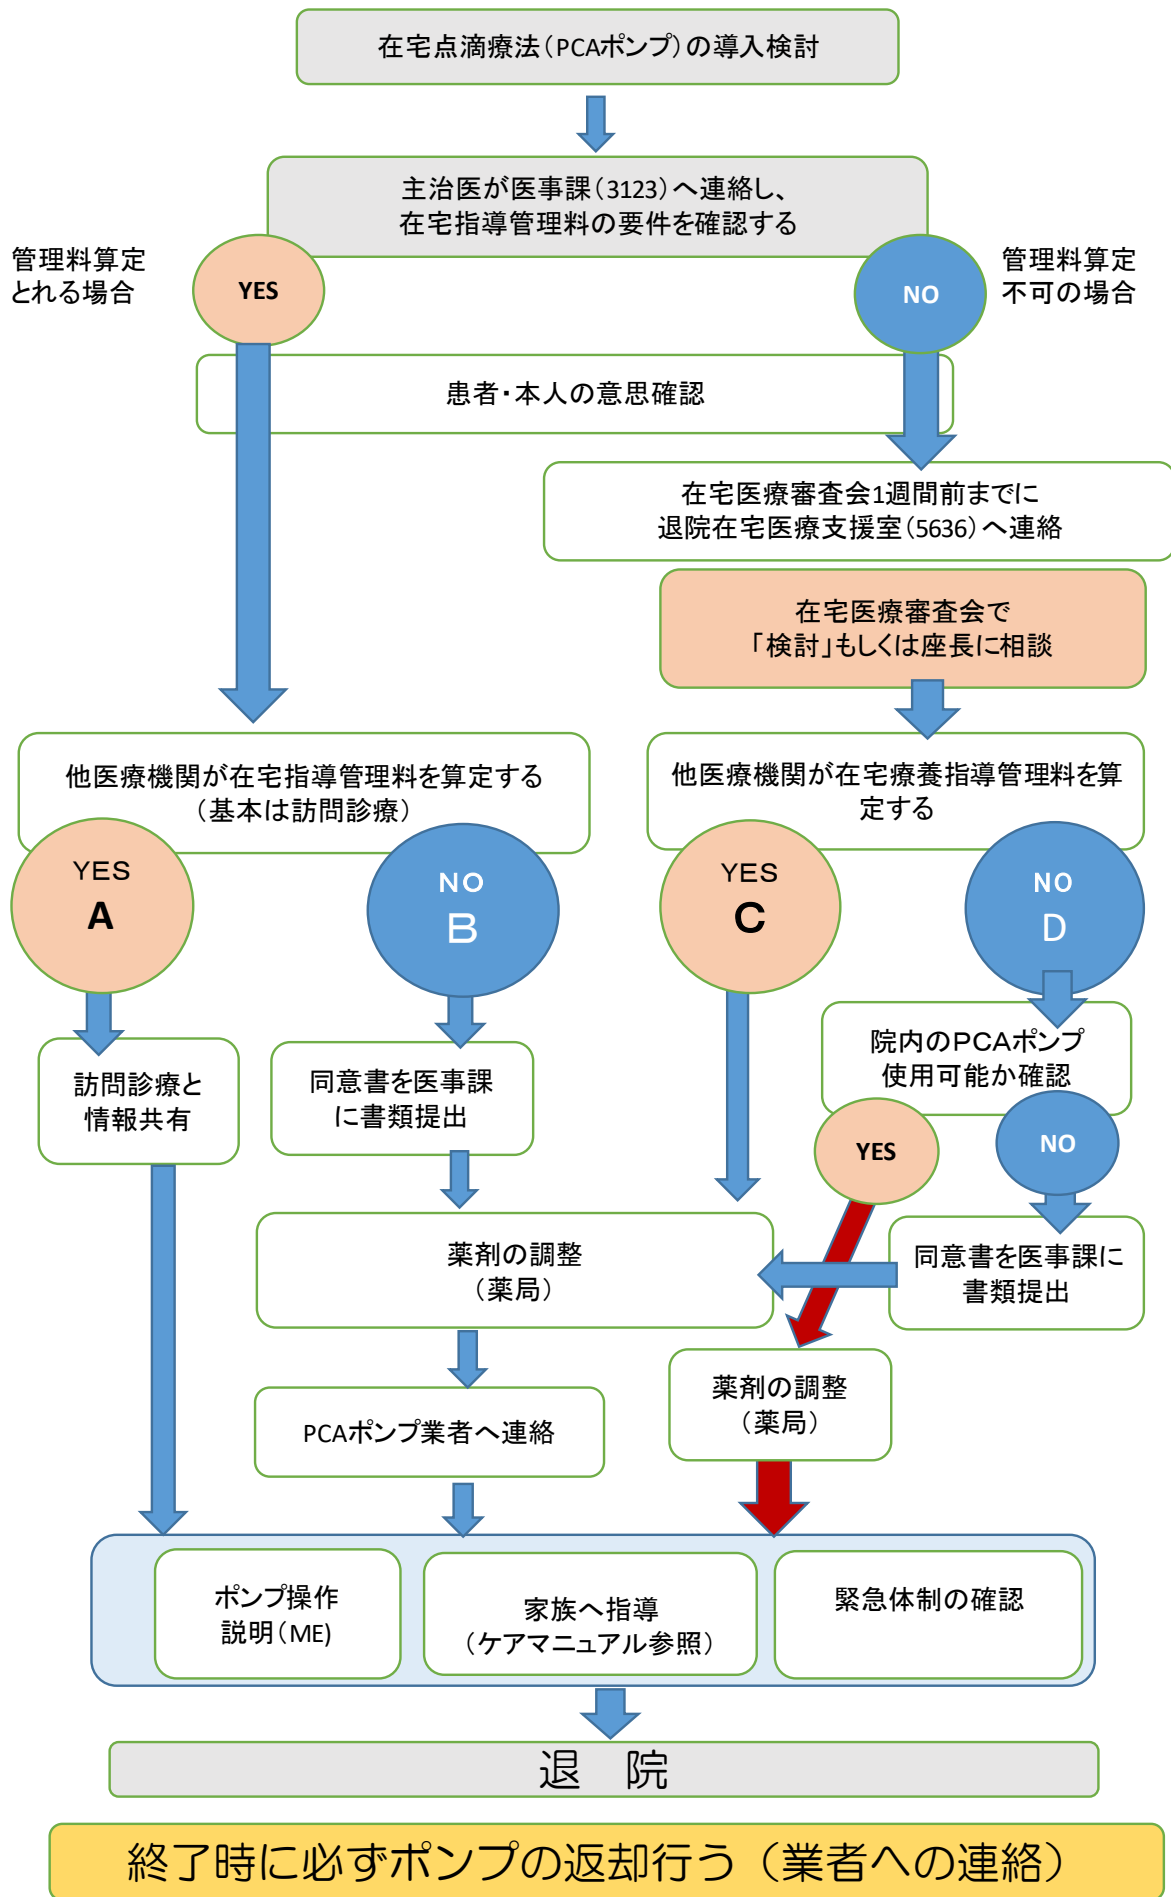 在宅点滴療法（PCAポンプ）の導入検討
主治医が医事課（3123）へ連絡し、
在宅指導管理料の要件を確認する
管理料算定
とれる場合
YES
NO
管理料算定
不可の場合
患者・本人の意思確認
在宅医療審査会1週間前までに
退院在宅医療支援室（5636）へ連絡
在宅医療審査会で
「検討」もしくは座長に相談
他医療機関が在宅指導管理料を算定する
（基本は訪問診療）
他医療機関が在宅療養指導管理料を算
定する
YES
A
NO
B
YES
C
NO
D
訪問診療と
情報共有
同意書を医事課
に書類提出
院内のPCAポンプ
使用可能か確認
YES
NO
薬剤の調整
（薬局）
同意書を医事課に
書類提出
薬剤の調整
（薬局）
PCAポンプ業者へ連絡
ポンプ操作
説明（ME)
家族へ指導
（ケアマニュアル参照）
緊急体制の確認
退　院
終了時に必ずポンプの返却行う（業者への連絡）